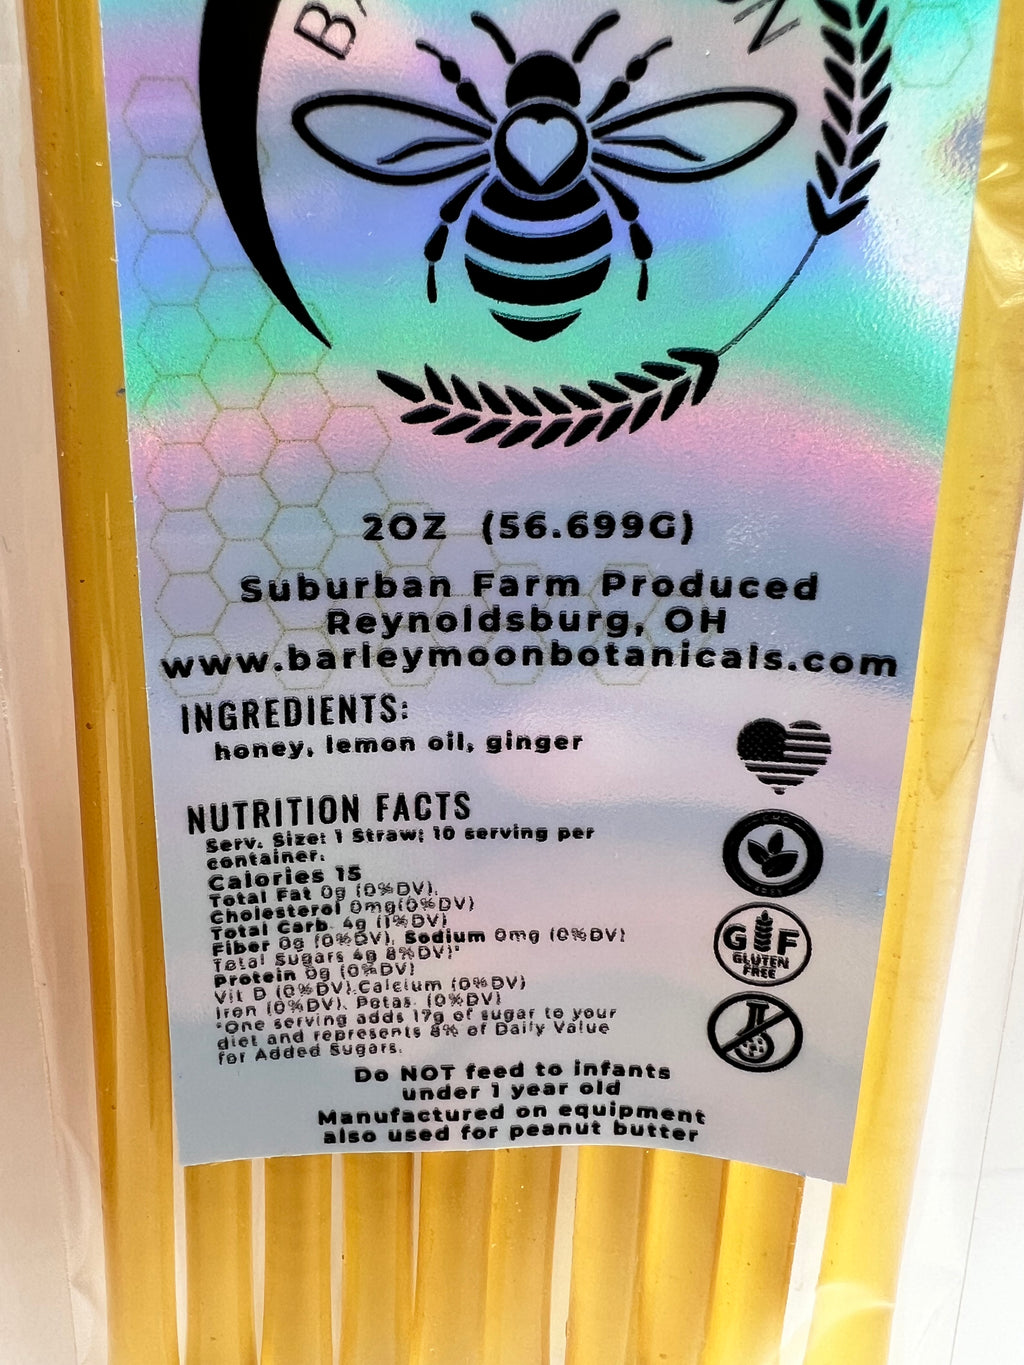 2OZ (56.699G)
Suburban Farm Produced
Reynoldsburg, OH
www.barleymoonbotanicals.com
INGREDIENTS:
honey, lemon oil, ginger
NUTRITION FACTS
Serv. Size: 1 Straw; 10 serving per
container.
Calories 15
Total Fat 0g (0%DV),
Cholesterol 0mg(0%DV)
Total Carb. 4g (1%DV)
Fiber 0g (0%DV), Sodium 0mg (0%DV)
Total Sugars 4g 8%DV)*
Protein 0g (0%DV)
Vit D (0%DV),Calcium (0%DV)
Iron (0%DV), Potas. (0%DV)
*One serving adds 17g of sugar to your
diet and represents 8% of Daily Value
for Added Sugars.
Do NOT feed to infants
under 1 year old
Manufactured on equipment
also used for peanut butter
G F
GLUTEN
FREE